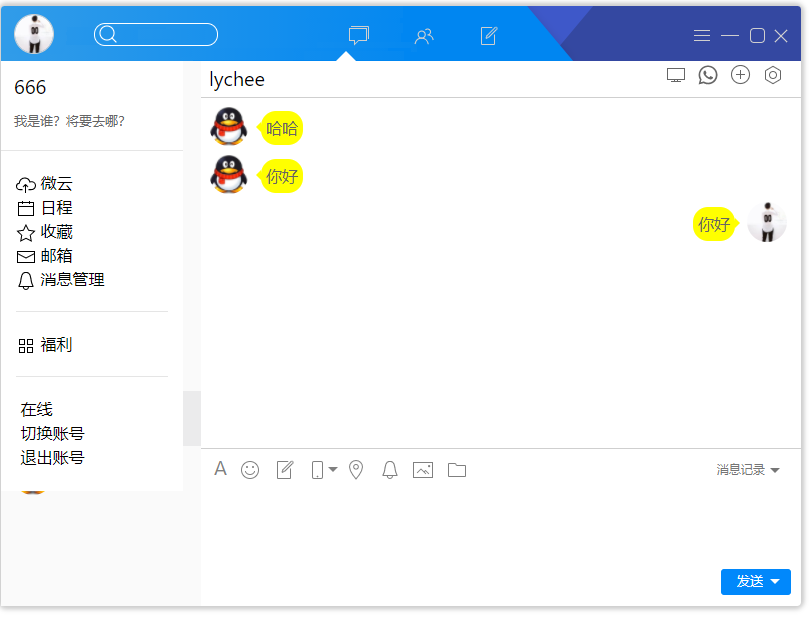 666
我是谁？将要去哪？
微云
日程
收藏
邮箱
消息管理
福利
在线
切换账号
退出账号
lychee
哈哈
你好
你好
A
消息记录
发送